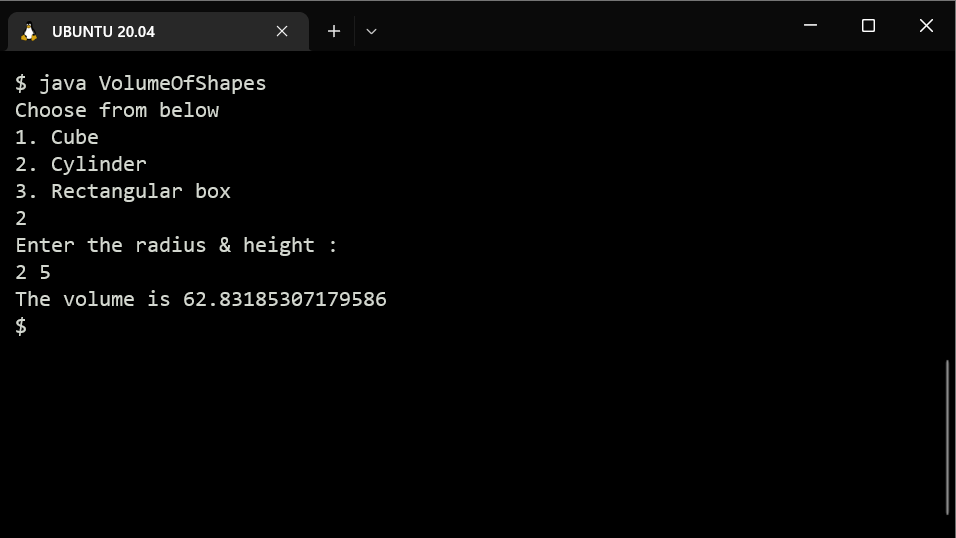 UBUNTU 20.04
$ java VolumeOfShapes
Choose from below
1. Cube
2. Cylinder
3. Rectangular box
2
Enter the radius & height :
2 5
The volume is 62.83185307179586
$